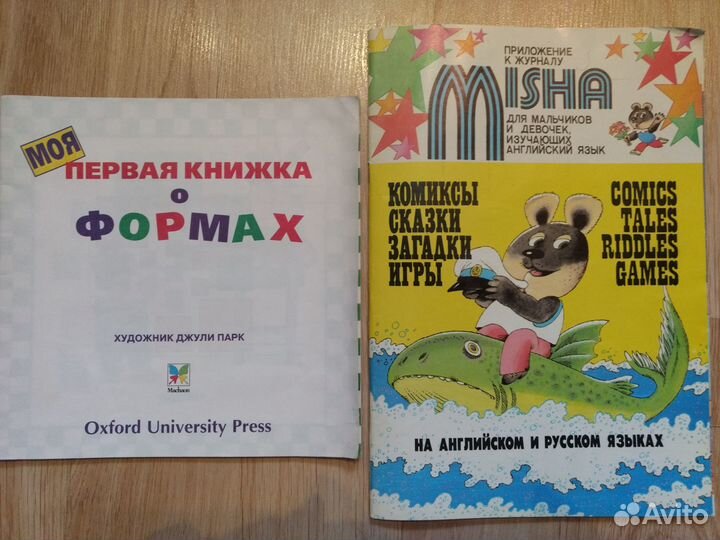 МОЯ
ПЕРВАЯ КНИЖКА
О
ФОРМАХ
ХУДОЖНИК ДЖУЛИ ПАРК
Machaon
Oxford University Press
ПРИЛОЖЕНИЕ
К ЖУРНАЛУ
MISHA
ДЛЯ МАЛЬЧИКОВ
И ДЕВОЧЕК,
ИЗУЧАЮЩИХ
АНГЛИЙСКИЙ ЯЗЫК
КОМИКСЫ
СКАЗКИ
ЗАГАДКИ
ИГРЫ
COMICS
TALES
RIDDLES
GAMES
НА АНГЛИЙСКОМ И РУССКОМ ЯЗЫКАХ
Avito